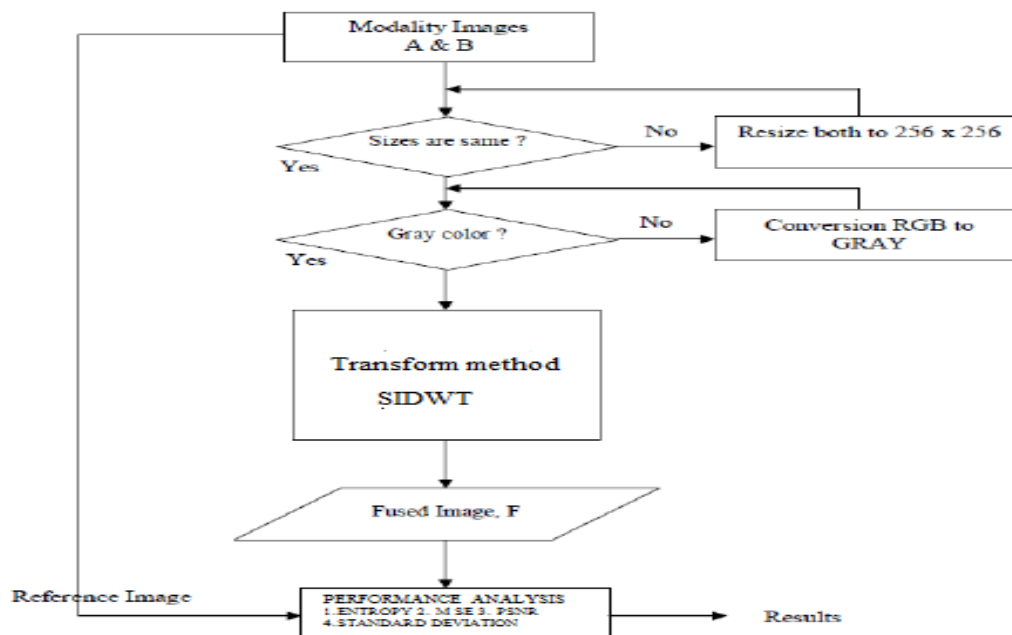 Modality Images
A & B
Sizes are same ?
No
Resize both to 256 x 256
Yes
Gray color ?
No
Conversion RGB to
GRAY
Yes
Transform method
SIDWT
Fused Image, F
Reference Image
PERFORMANCE ANALYSIS
1.ENTROPY 2. M SE 3. PSNR
4.STANDARD DEVIATION
Results